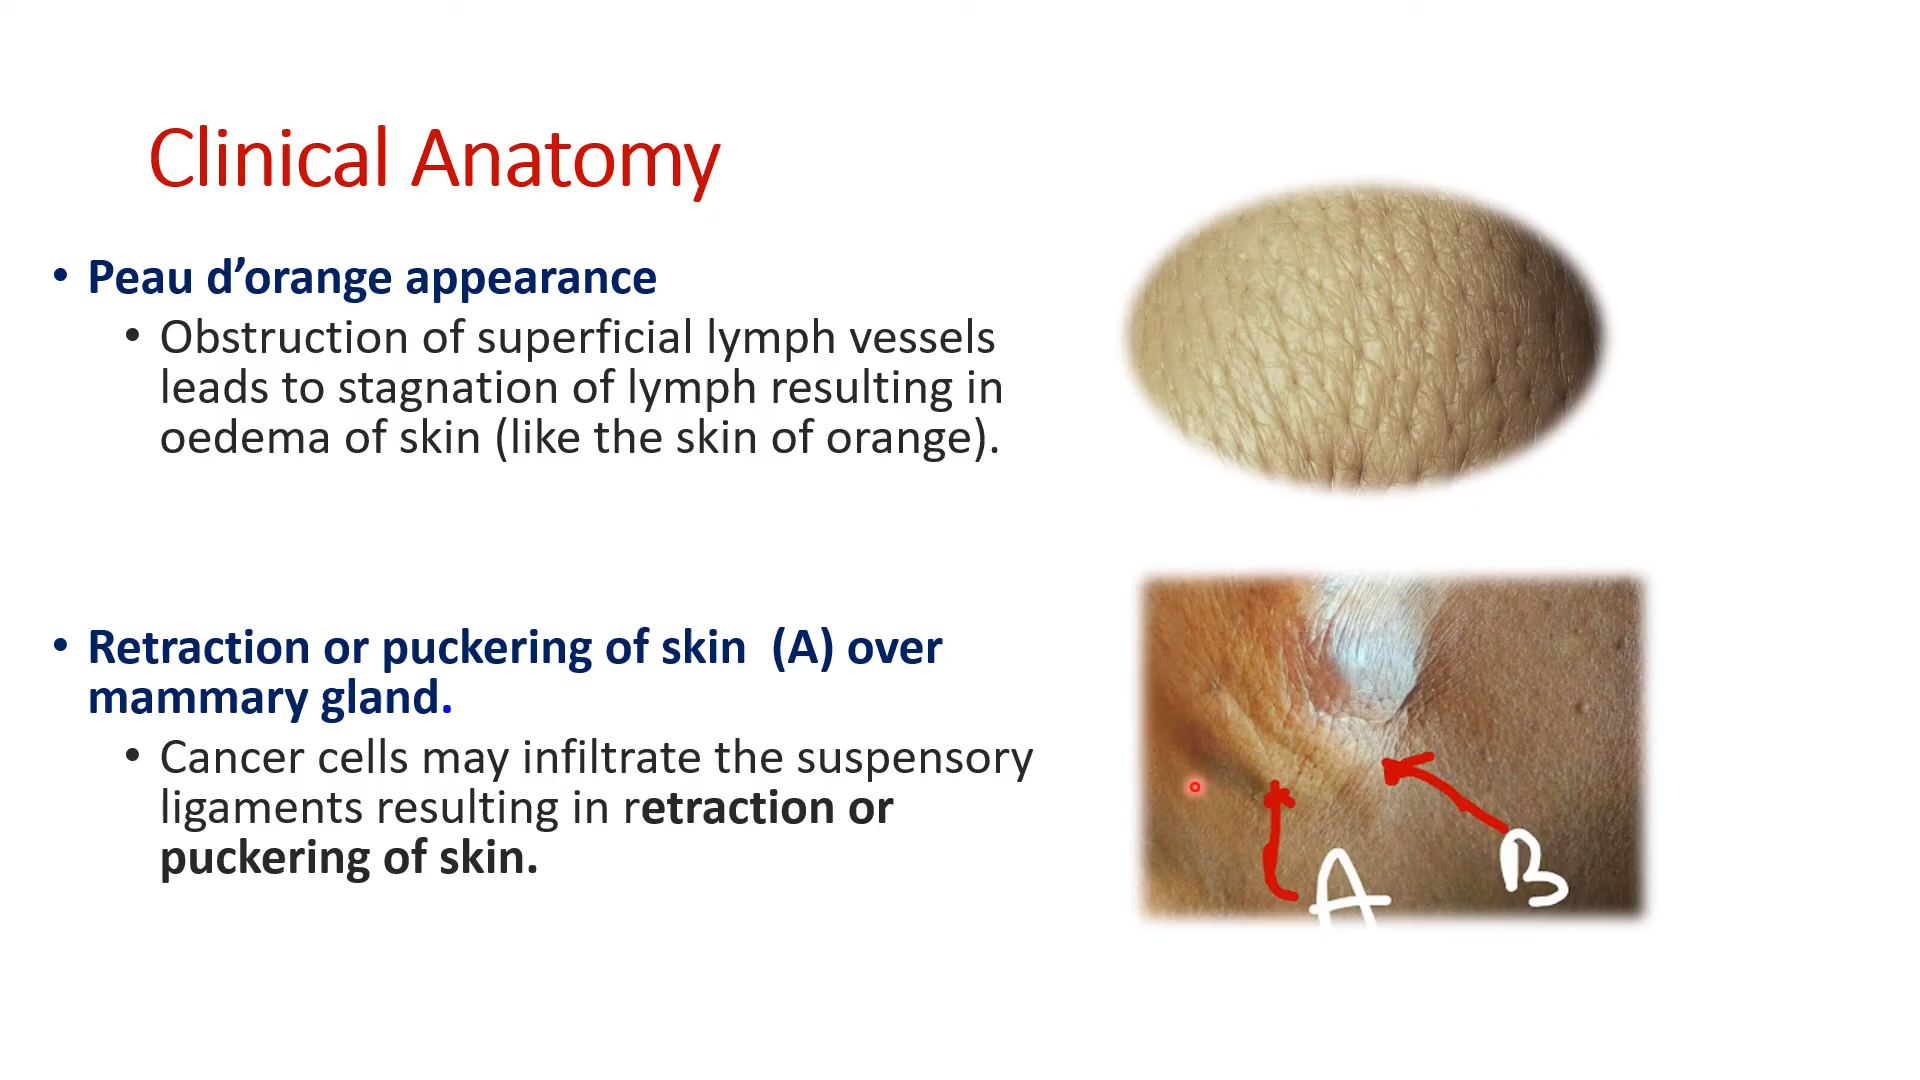 Clinical Anatomy
• Peau d’orange appearance
• Obstruction of superficial lymph vessels
leads to stagnation of lymph resulting in
oedema of skin (like the skin of orange).
• Retraction or puckering of skin  (A) over
mammary gland.
• Cancer cells may infiltrate the suspensory
ligaments resulting in retraction or
puckering of skin.
B
A